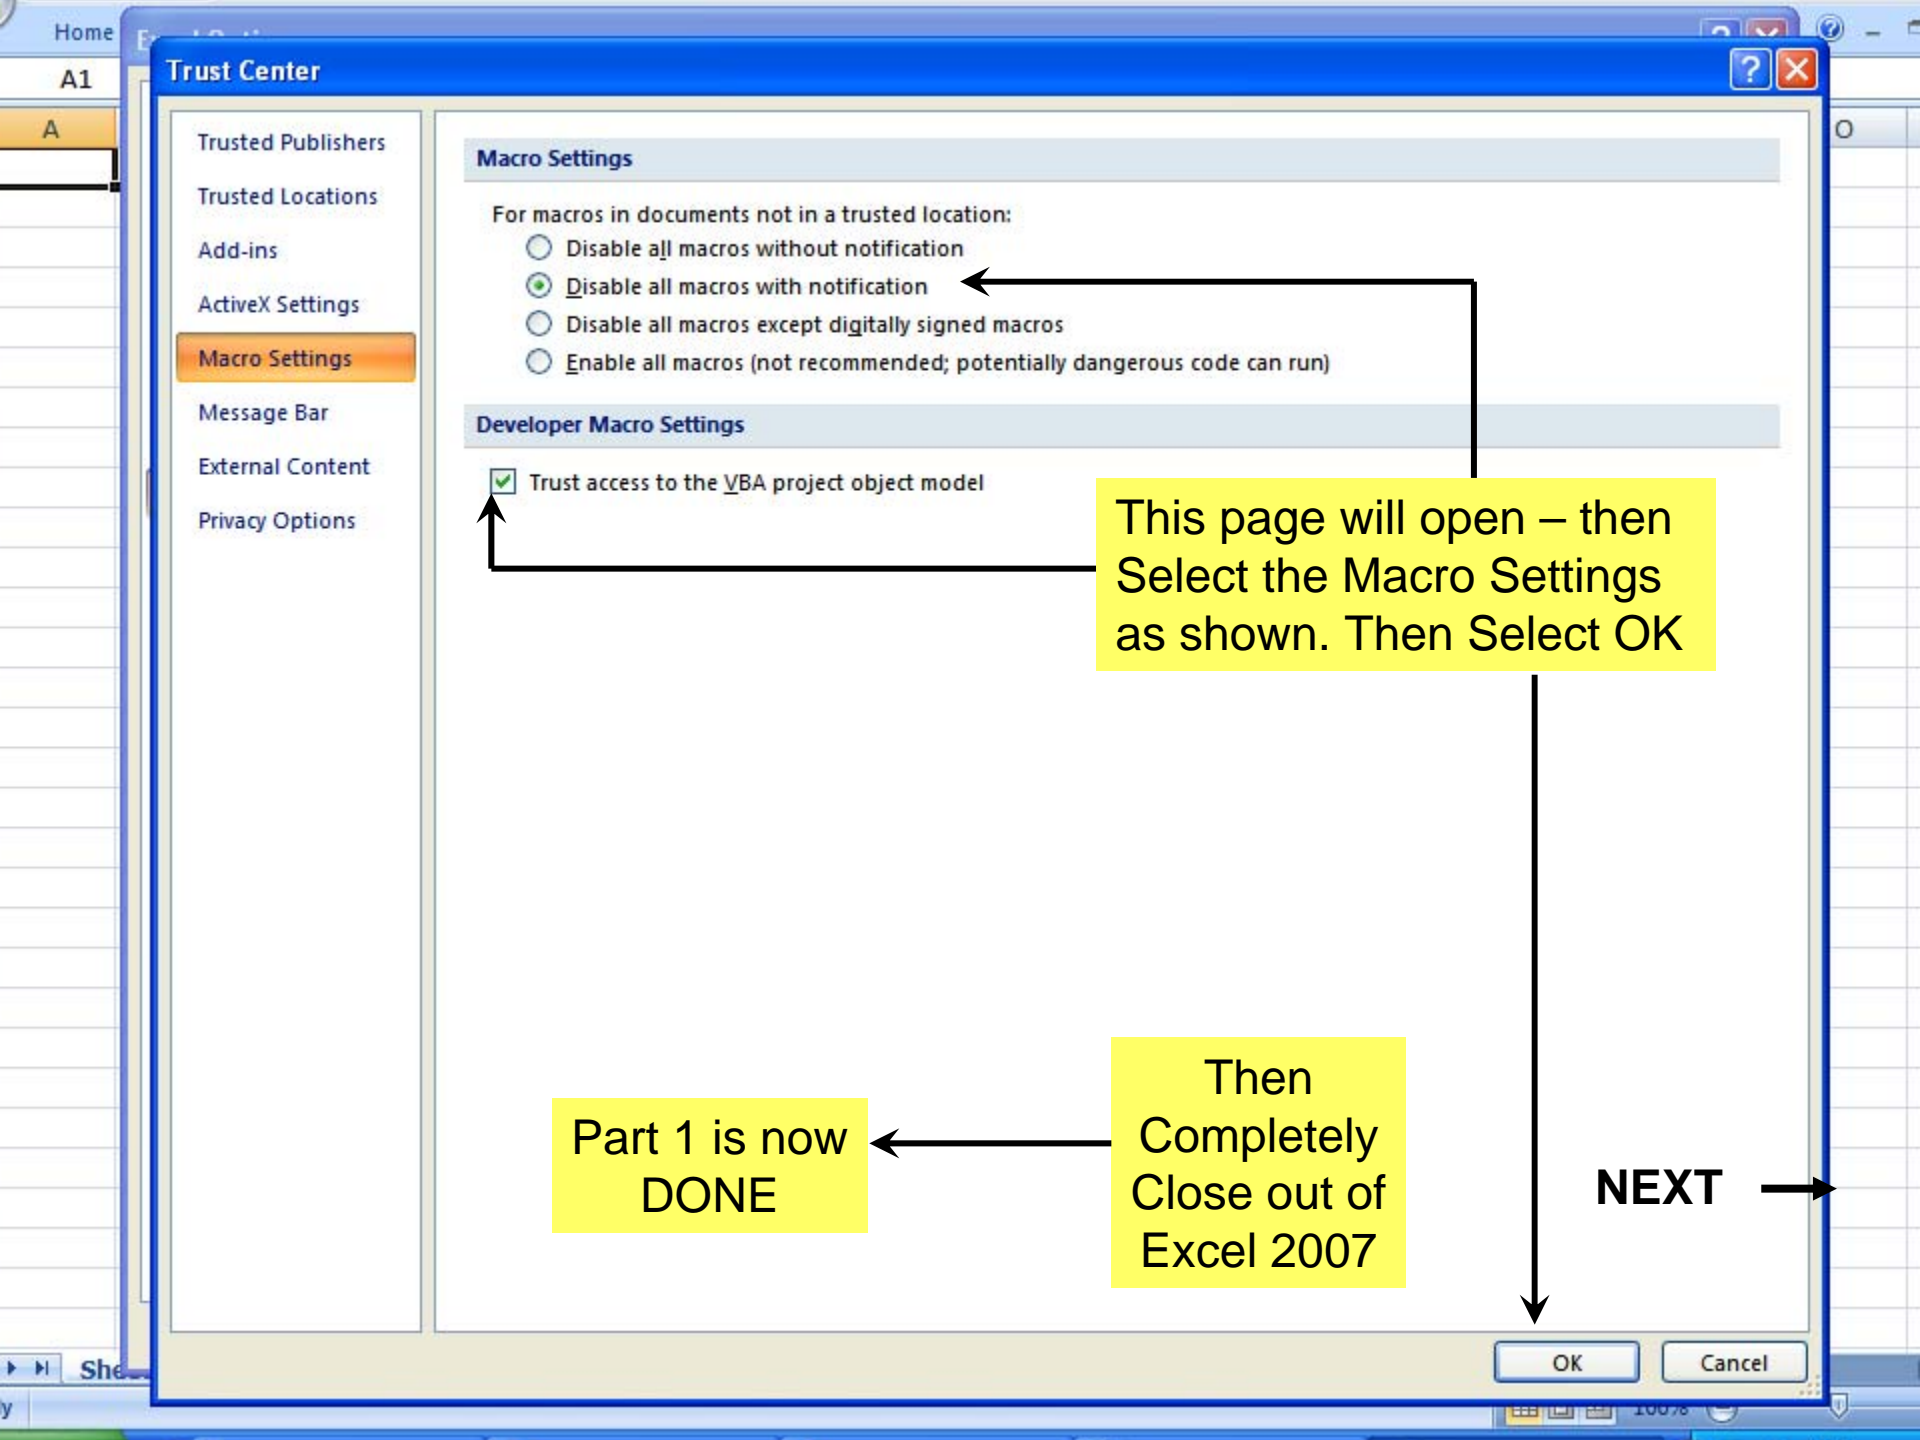 Home
A1
Trust Center
A
O
Trusted Publishers
Trusted Locations
Add-ins
ActiveX Settings
Macro Settings
Message Bar
External Content
Privacy Options
Macro Settings
For macros in documents not in a trusted location:
Disable all macros without notification
Disable all macros with notification
Disable all macros except digitally signed macros
Enable all macros (not recommended; potentially dangerous code can run)
Developer Macro Settings
Trust access to the VBA project object model
This page will open – then
Select the Macro Settings
as shown. Then Select OK
Then
Completely
Close out of
Excel 2007
Part 1 is now
DONE
NEXT
OK
Cancel
100%